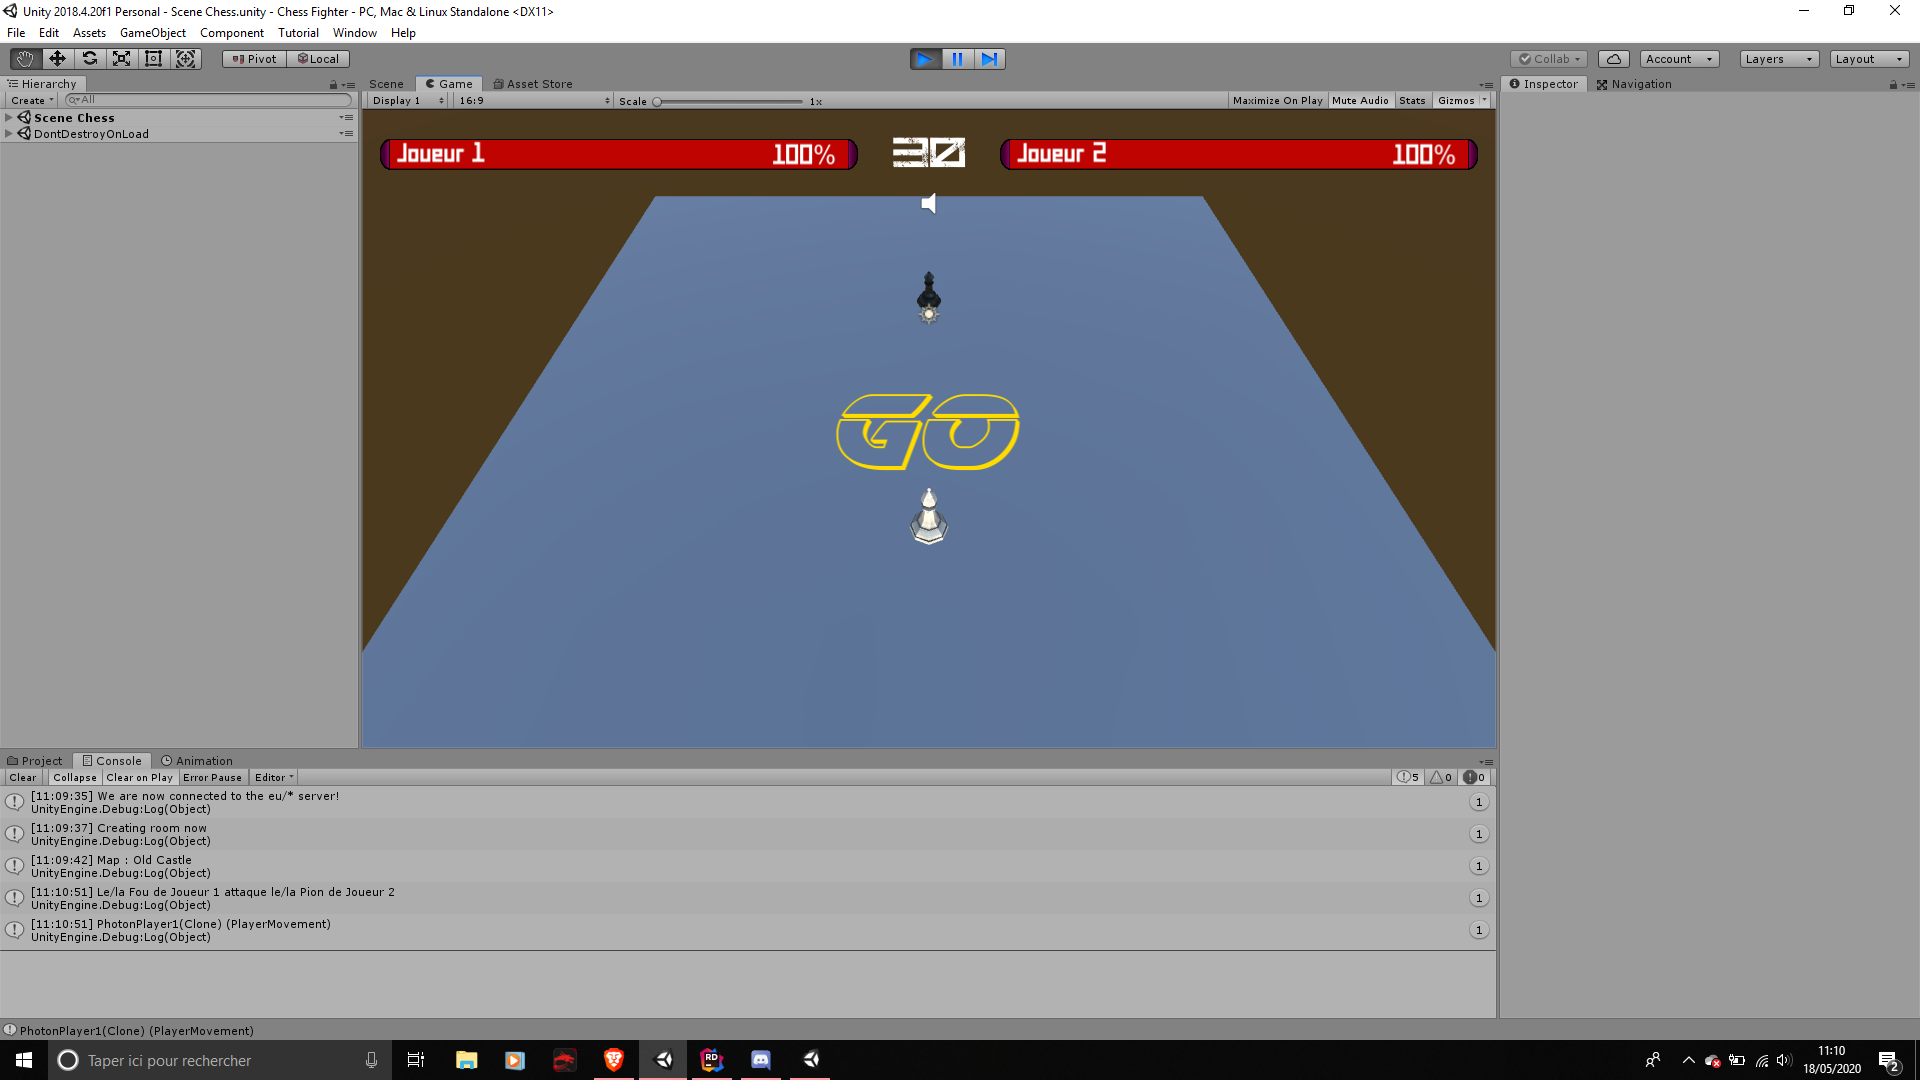 Unity 2018.4.20f1 Personal - Scene Chess.unity - Chess Fighter - PC, Mac & Linux Standalone <DX11>
File Edit Assets GameObject Component Tutorial Window Help
Pivot Local Collab Account Layers Layout
Hierarchy Scene Game Asset Store Inspector Navigation
Create All Display 1 16:9 Scale 1x Maximize On Play Mute Audio Stats Gizmos
Scene Chess
DontDestroyOnLoad
Joueur 1 100% 30 Joueur 2 100%
GO
Project Console Animation
Clear Collapse Clear on Play Error Pause Editor 5 0 0
[11:09:35] We are now connected to the eu/* server!
UnityEngine.Debug:Log(Object)
1
[11:09:37] Creating room now
UnityEngine.Debug:Log(Object)
1
[11:09:42] Map : Old Castle
UnityEngine.Debug:Log(Object)
1
[11:10:51] Le/la Fou de Joueur 1 attaque le/la Pion de Joueur 2
UnityEngine.Debug:Log(Object)
1
[11:10:51] PhotonPlayer1(Clone) (PlayerMovement)
UnityEngine.Debug:Log(Object)
1
PhotonPlayer1(Clone) (PlayerMovement)
Taper ici pour rechercher
RD
11:10
18/05/2020
2